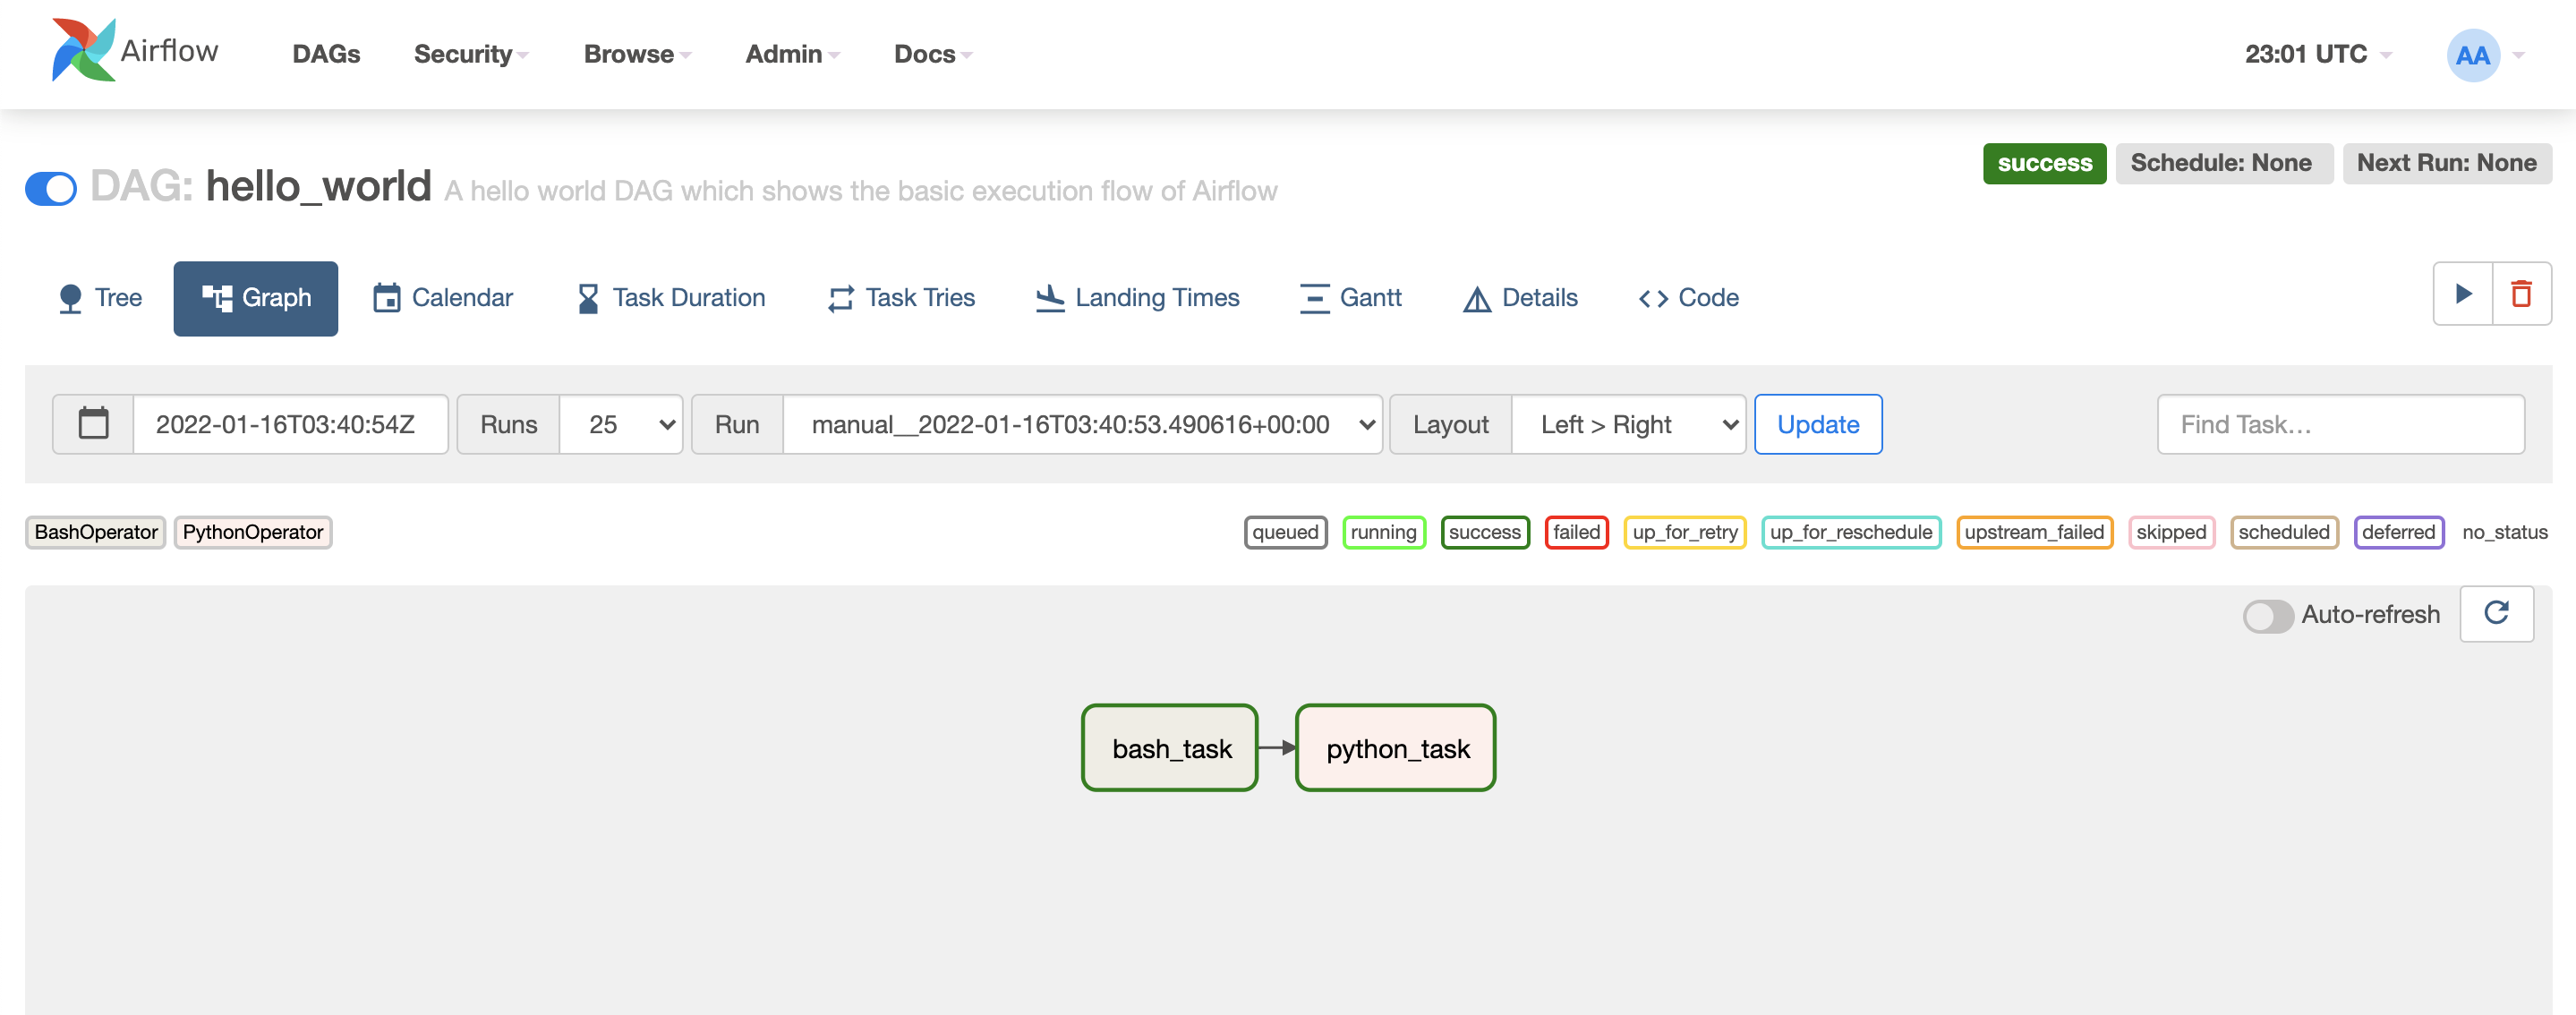 Airflow DAGs Security Browse Admin Docs 23:01 UTC AA
success Schedule: None Next Run: None
DAG: hello_world A hello world DAG which shows the basic execution flow of Airflow
Tree Graph Calendar Task Duration Task Tries Landing Times Gantt Details Code
2022-01-16T03:40:54Z Runs 25 Run manual__2022-01-16T03:40:53.490616+00:00 Layout Left > Right Update Find Task…
BashOperator PythonOperator queued running success failed up_for_retry up_for_reschedule upstream_failed skipped scheduled deferred no_status
Auto-refresh
bash_task python_task